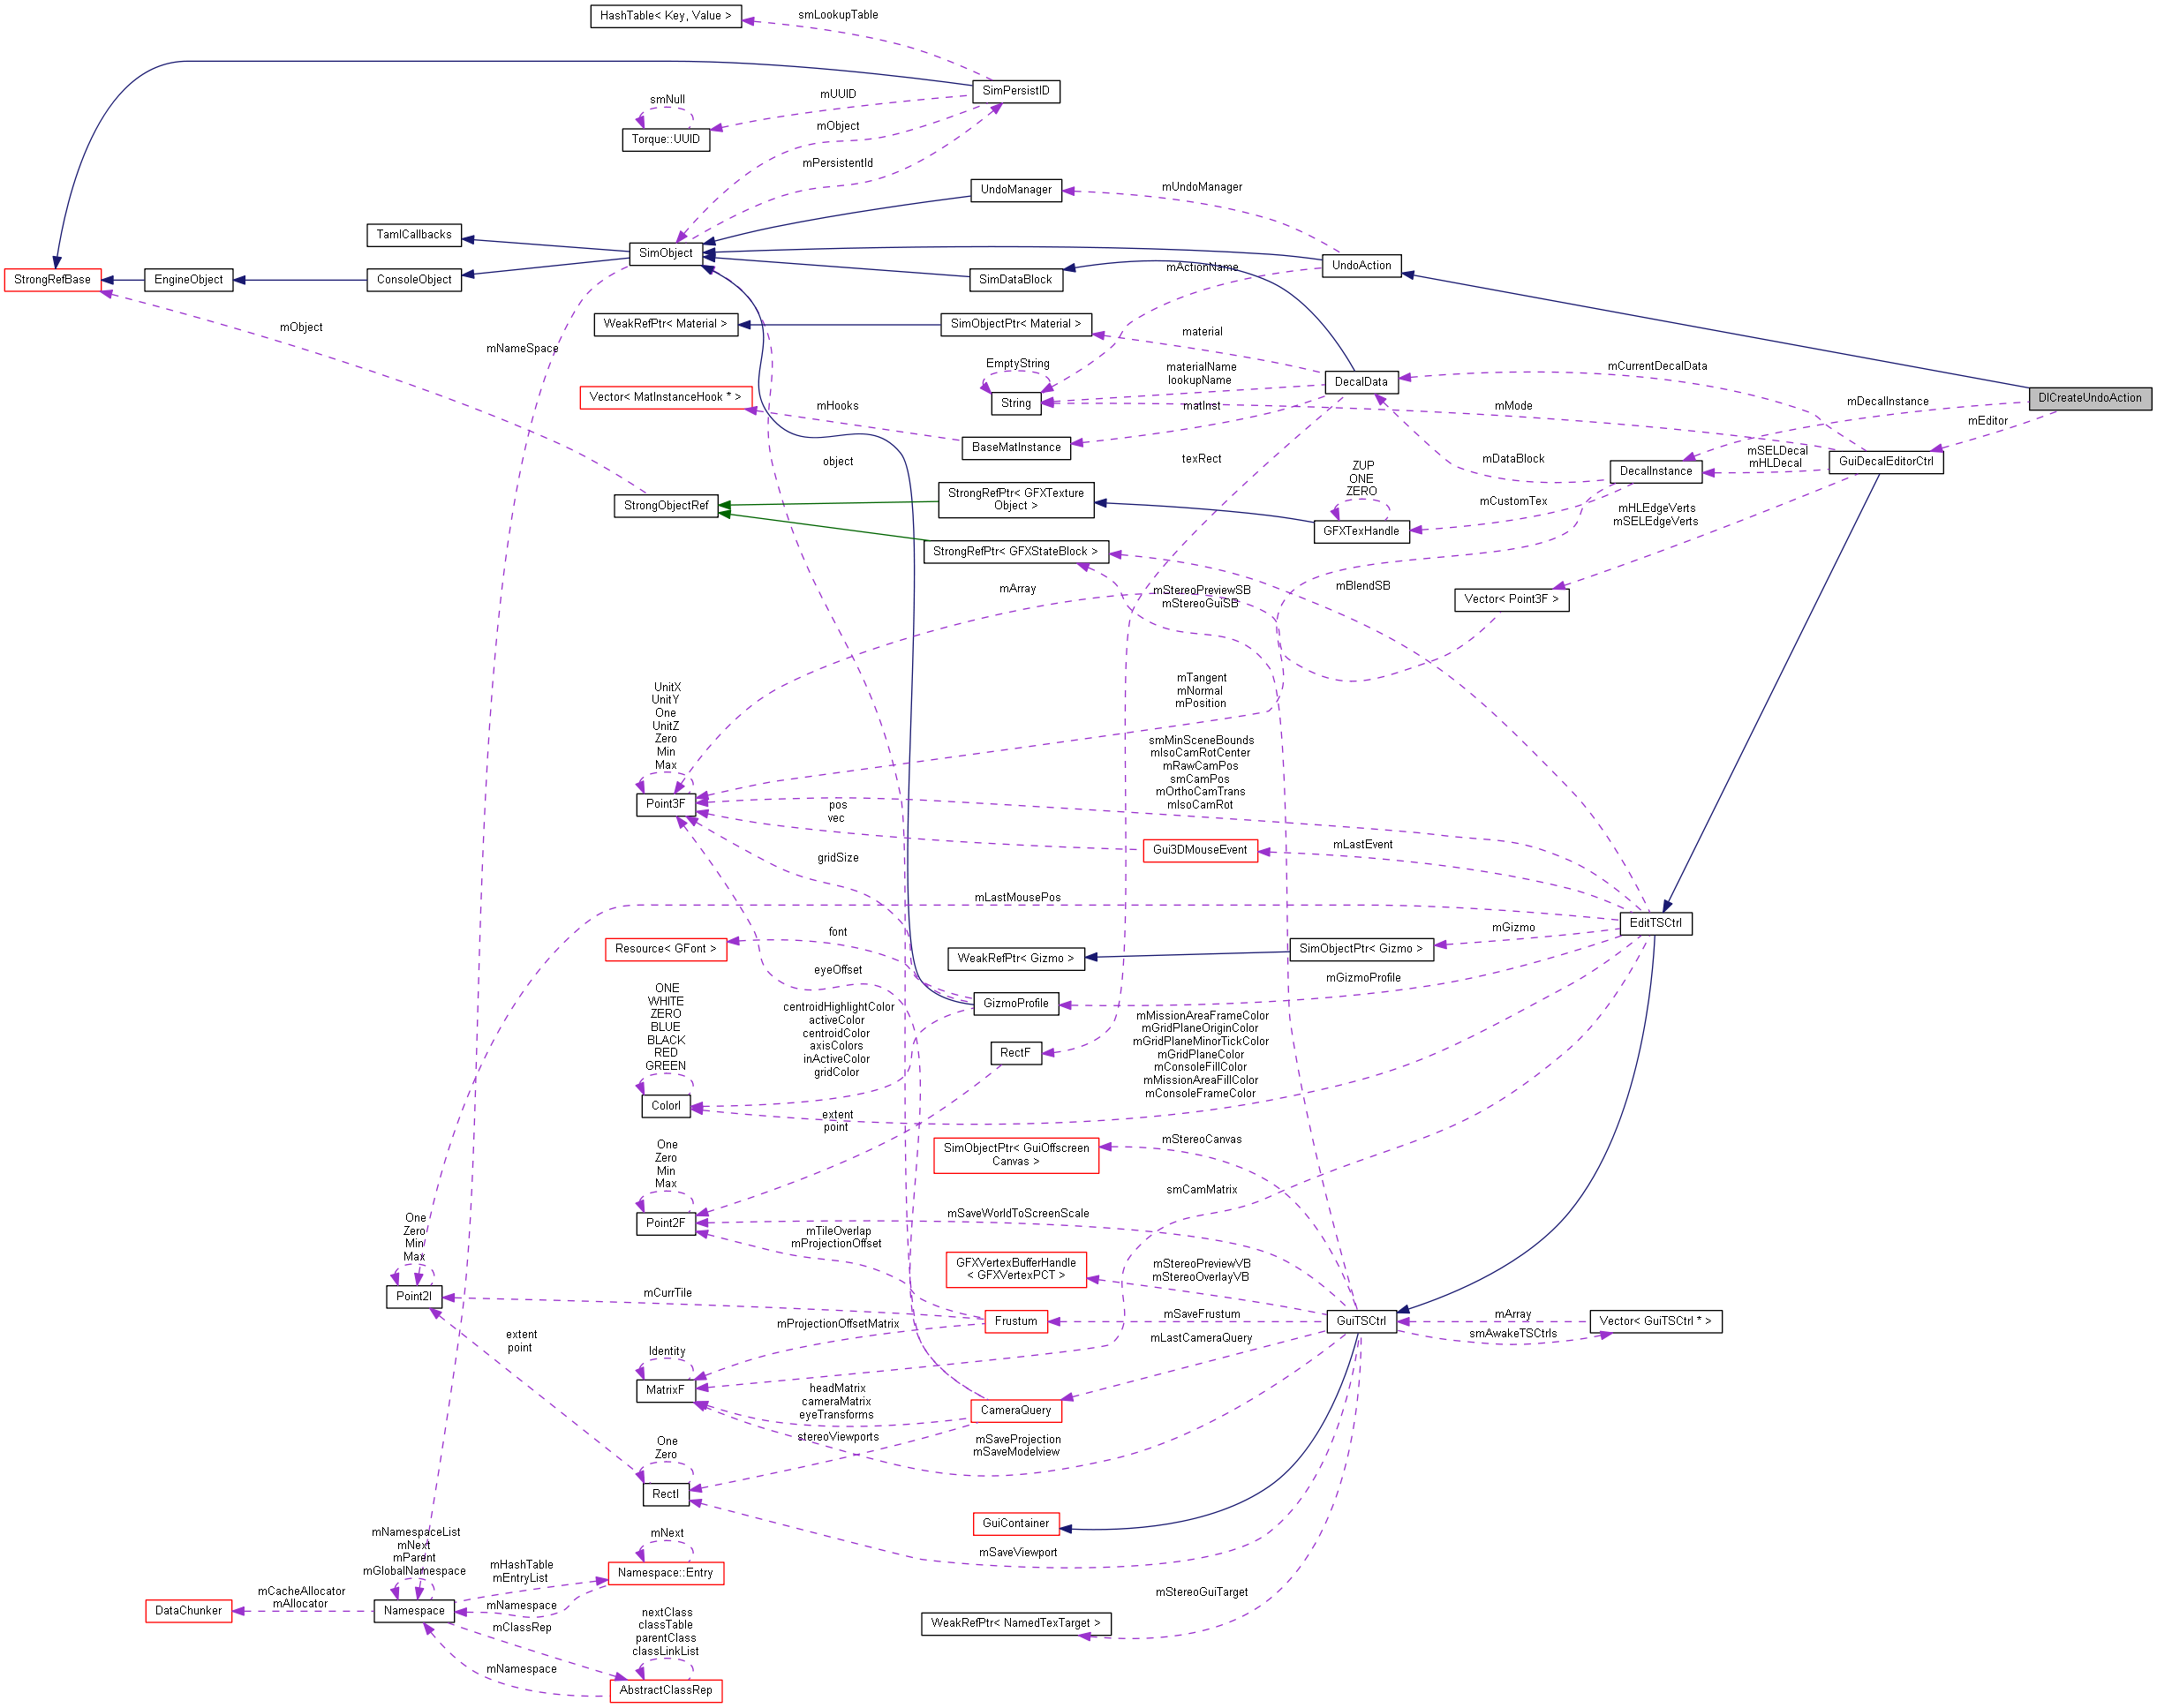 HashTable< Key, Value >
smLookupTable
SimPersistID
mUUID
smNull
Torque::UUID
mObject
mPersistentId
UndoManager
mUndoManager
TamlCallbacks
SimObject
StrongRefBase
EngineObject
ConsoleObject
SimDataBlock
mActionName
UndoAction
mObject
mNameSpace
WeakRefPtr< Material >
SimObjectPtr< Material >
material
EmptyString
String
materialName
lookupName
DecalData
mCurrentDecalData
Vector< MatInstanceHook * >
mHooks
matInst
mMode
mDecalInstance
DICreateUndoAction
mEditor
BaseMatInstance
object
texRect
mDataBlock
DecalInstance
mSELDecal
mHLDecal
GuiDecalEditorCtrl
ZUP
ONE
ZERO
StrongObjectRef
StrongRefPtr< GFXTexture
Object >
GFXTexHandle
mCustomTex
mHLEdgeVerts
mSELEdgeVerts
StrongRefPtr< GFXStateBlock >
mArray
mStereoPreviewSB
mStereoGuiSB
mBlendSB
Vector< Point3F >
UnitX
UnitY
One
UnitZ
Zero
Min
Max
Point3F
mTangent
mNormal
mPosition
smMinSceneBounds
mIsoCamRotCenter
mRawCamPos
smCamPos
mOrthoCamTrans
mIsoCamRot
pos
vec
Gui3DMouseEvent
mLastEvent
gridSize
mLastMousePos
EditTSCtrl
Resource< GFont >
font
WeakRefPtr< Gizmo >
SimObjectPtr< Gizmo >
mGizmo
eyeOffset
GizmoProfile
mGizmoProfile
ONE
WHITE
ZERO
BLUE
BLACK
RED
GREEN
ColorI
centroidHighlightColor
activeColor
centroidColor
axisColors
inActiveColor
gridColor
RectF
mMissionAreaFrameColor
mGridPlaneOriginColor
mGridPlaneMinorTickColor
mGridPlaneColor
mConsoleFillColor
mMissionAreaFillColor
mConsoleFrameColor
extent
point
One
Zero
Min
Max
Point2F
SimObjectPtr< GuiOffscreen
Canvas >
mStereoCanvas
smCamMatrix
mSaveWorldToScreenScale
mTileOverlap
mProjectionOffset
One
Zero
Min
Max
Point2I
GFXVertexBufferHandle
< GFXVertexPCT >
mStereoPreviewVB
mStereoOverlayVB
mCurrTile
Frustum
mSaveFrustum
GuiTSCtrl
mArray
smAwakeTSCtrls
Vector< GuiTSCtrl * >
mProjectionOffsetMatrix
mLastCameraQuery
extent
point
Identity
MatrixF
headMatrix
cameraMatrix
eyeTransforms
CameraQuery
stereoViewports
mSaveProjection
mSaveModelview
One
Zero
RectI
GuiContainer
mSaveViewport
mNamespaceList
mNext
mParent
mGlobalNamespace
mHashTable
mEntryList
mNext
Namespace::Entry
DataChunker
mCacheAllocator
mAllocator
Namespace
mNamespace
mClassRep
mStereoGuiTarget
WeakRefPtr< NamedTexTarget >
nextClass
classTable
parentClass
classLinkList
mNamespace
AbstractClassRep